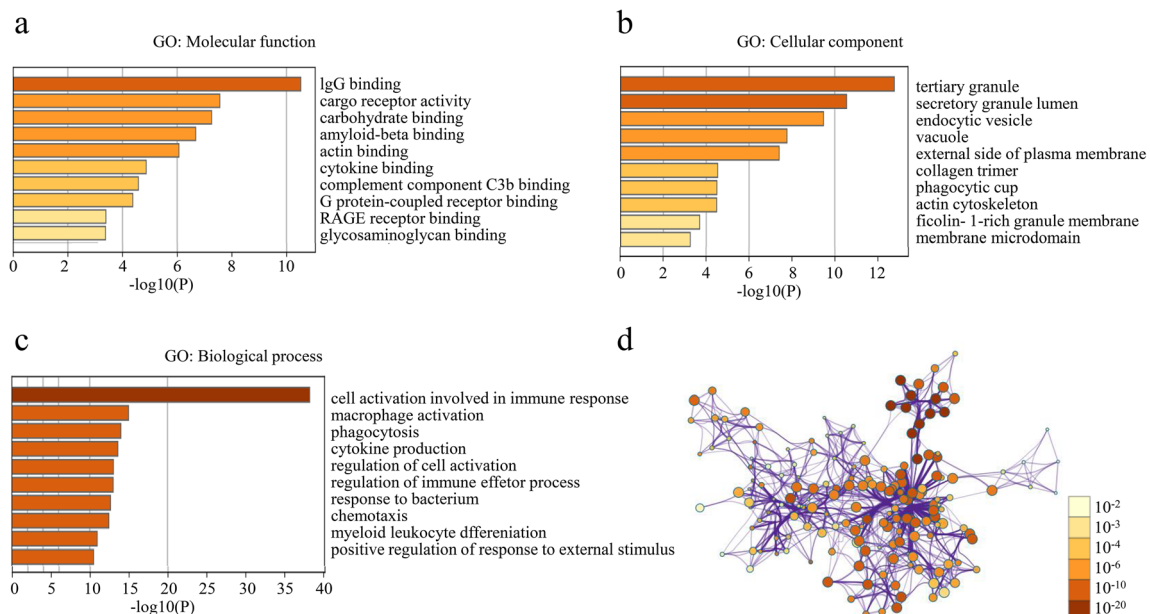 a
GO: Molecular function
IgG binding
cargo receptor activity
carbohydrate binding
amyloid-beta binding
actin binding
cytokine binding
complement component C3b binding
G protein-coupled receptor binding
RAGE receptor binding
glycosaminoglycan binding
0 2 4 6 8 10
-log10(P)
b
GO: Cellular component
tertiary granule
secretory granule lumen
endocytic vesicle
vacuole
external side of plasma membrane
collagen trimer
phagocytic cup
actin cytoskeleton
ficolin- 1-rich granule membrane
membrane microdomain
0 2 4 6 8 10 12
-log10(P)
c
GO: Biological process
cell activation involved in immune response
macrophage activation
phagocytosis
cytokine production
regulation of cell activation
regulation of immune effetor process
response to bacterium
chemotaxis
myeloid leukocyte dffereniation
positive regulation of response to external stimulus
0 5 10 15 20 25 30 35 40
-log10(P)
d
10-2
10-3
10-4
10-6
10-10
10-20